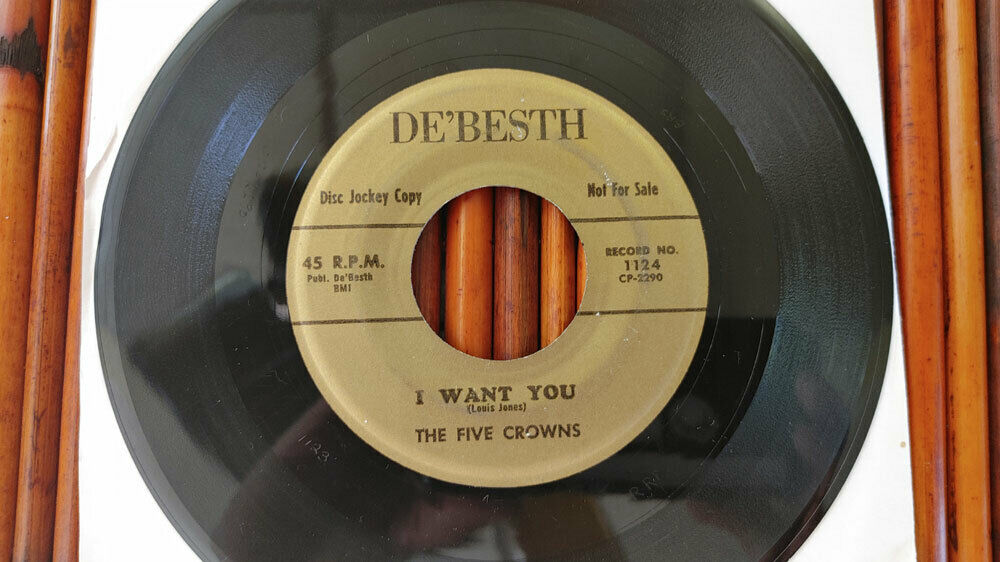 DE'BESTH
Disc Jockey Copy
Not For Sale
45 R.P.M.
Publ. De'Besth
BMI
RECORD NO.
1124
CP-2290
I WANT YOU
(Louis Jones)
THE FIVE CROWNS
1123